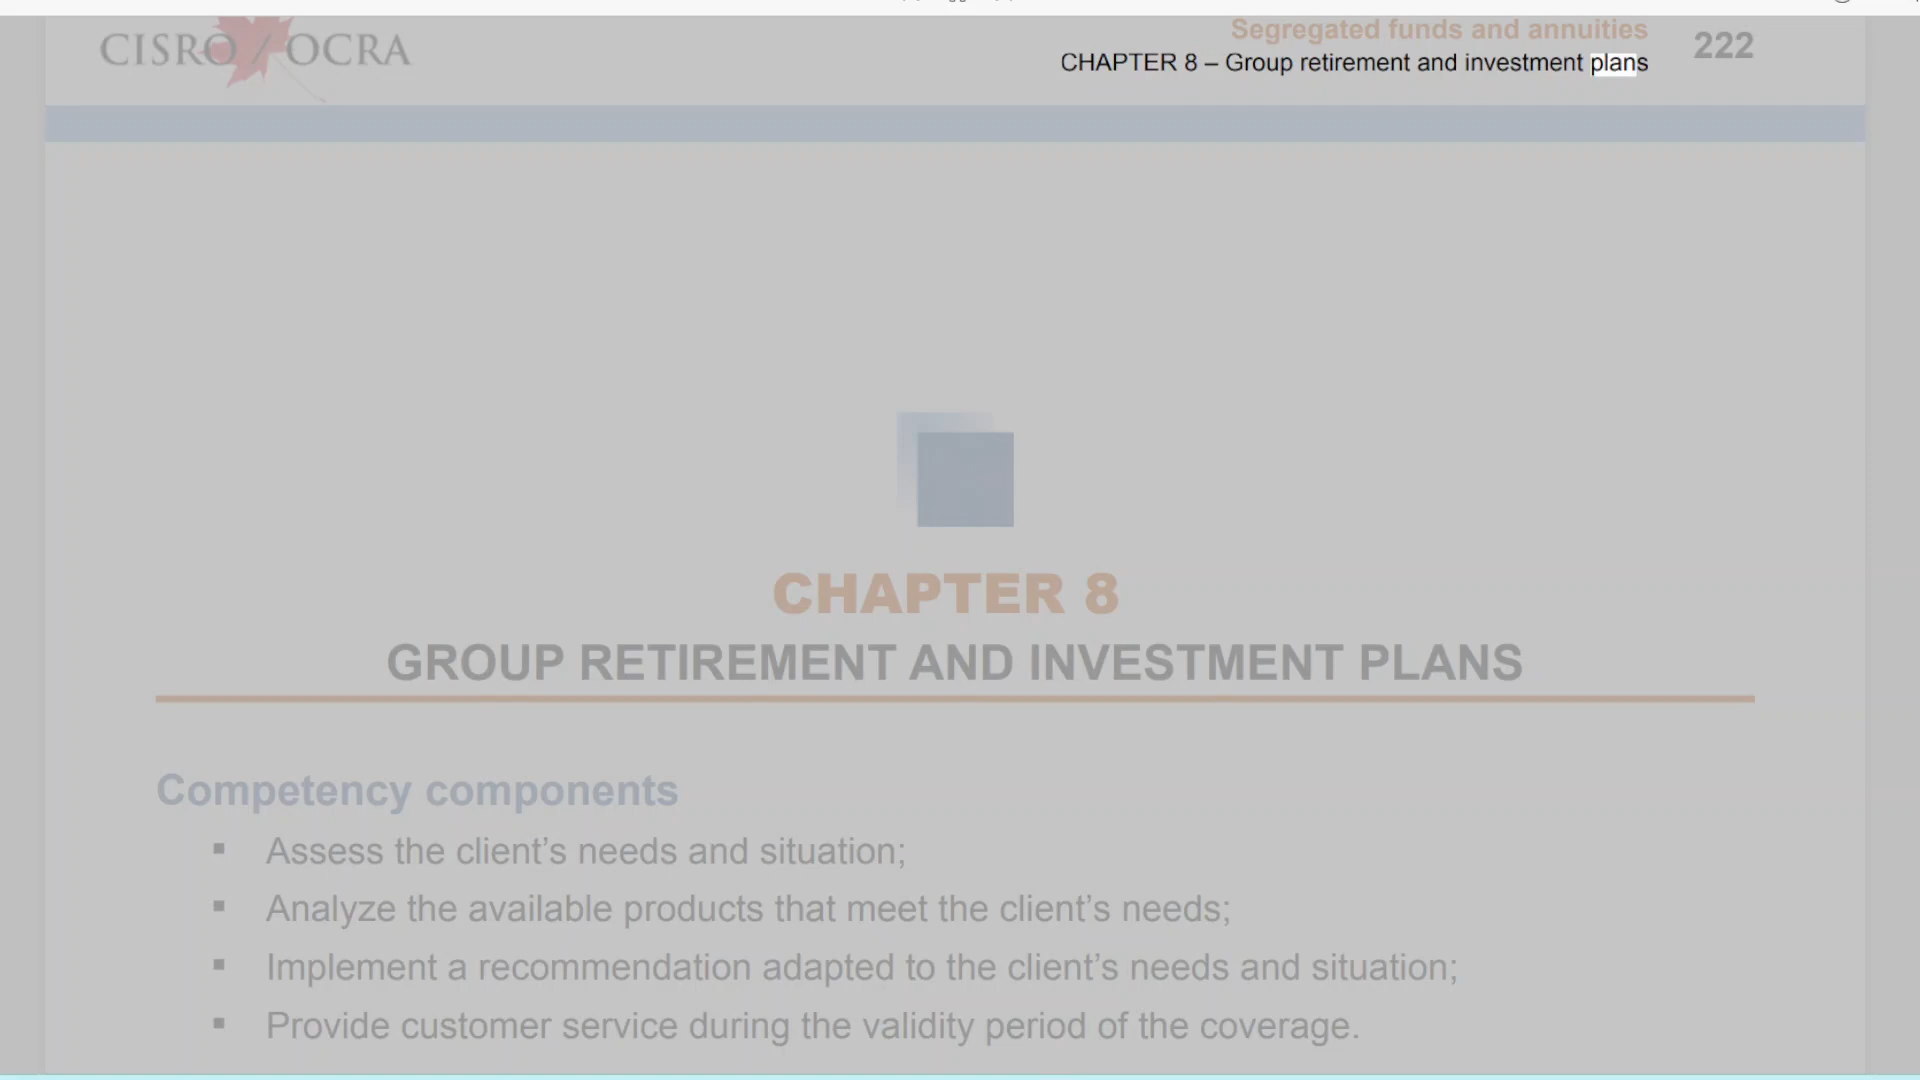 CISRO / OCRA
Segregated funds and annuities
222
CHAPTER 8 – Group retirement and investment plans
CHAPTER 8
GROUP RETIREMENT AND INVESTMENT PLANS
Competency components
▪ Assess the client’s needs and situation;
▪ Analyze the available products that meet the client’s needs;
▪ Implement a recommendation adapted to the client’s needs and situation;
▪ Provide customer service during the validity period of the coverage.